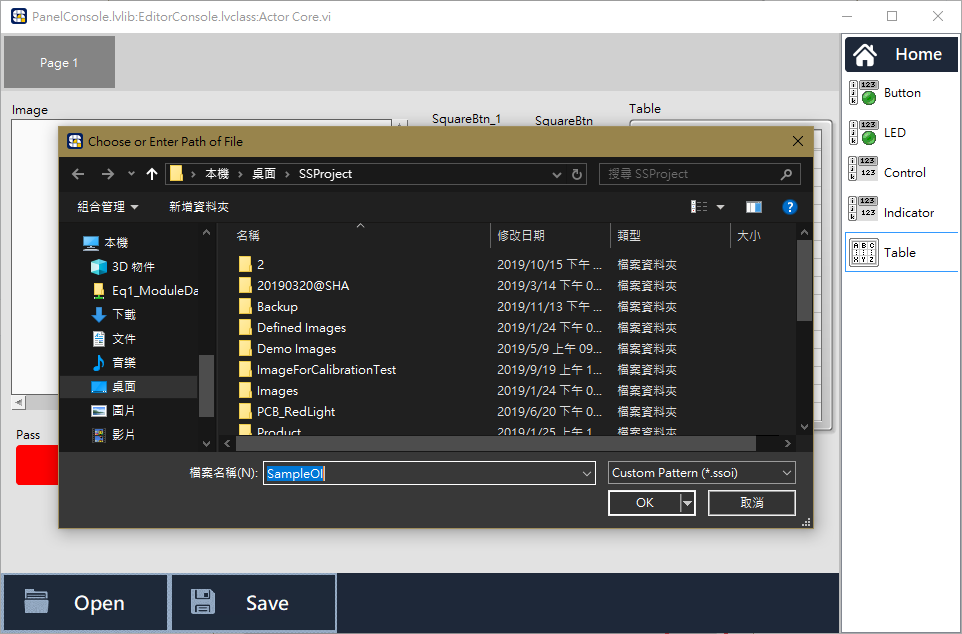 PanelConsole.lvlib:EditorConsole.lvclass:Actor Core.vi
Page 1
Home
Button
LED
Control
Indicator
Table
Image
SquareBtn_1
SquareBtn
Table
Choose or Enter Path of File
本機 › 桌面 › SSProject
搜尋 SSProject
組合管理
新增資料夾
本機
3D 物件
Eq1_ModuleDa
下載
文件
音樂
桌面
圖片
影片
名稱 修改日期 類型 大小
2 2019/10/15 下午 ... 檔案資料夾
20190320@SHA 2019/3/14 下午 0... 檔案資料夾
Backup 2019/11/13 下午 ... 檔案資料夾
Defined Images 2019/1/24 下午 0... 檔案資料夾
Demo Images 2019/5/9 上午 09... 檔案資料夾
ImageForCalibrationTest 2019/9/19 上午 1... 檔案資料夾
Images 2019/1/24 下午 0... 檔案資料夾
PCB_RedLight 2019/6/20 下午 0... 檔案資料夾
Product 2019/1/25 上午 1... 檔案資料夾
檔案名稱(N): SampleOI
Custom Pattern (*.ssoi)
OK
取消
Pass
Open
Save